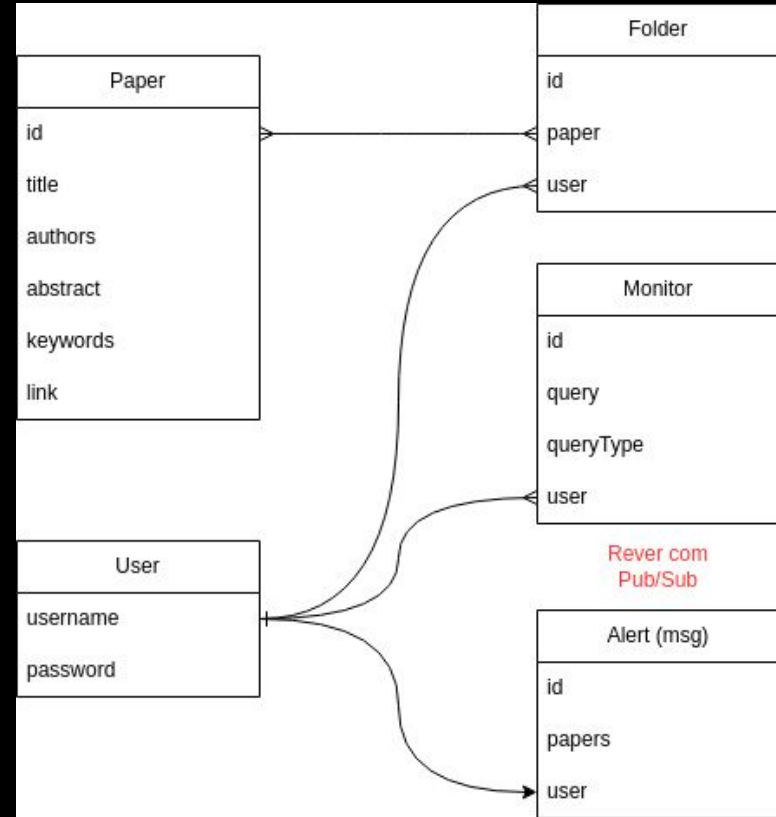 Paper
id
title
authors
abstract
keywords
link
User
username
password
Folder
id
paper
user
Monitor
id
query
queryType
user
Rever com
Pub/Sub
Alert (msg)
id
papers
user